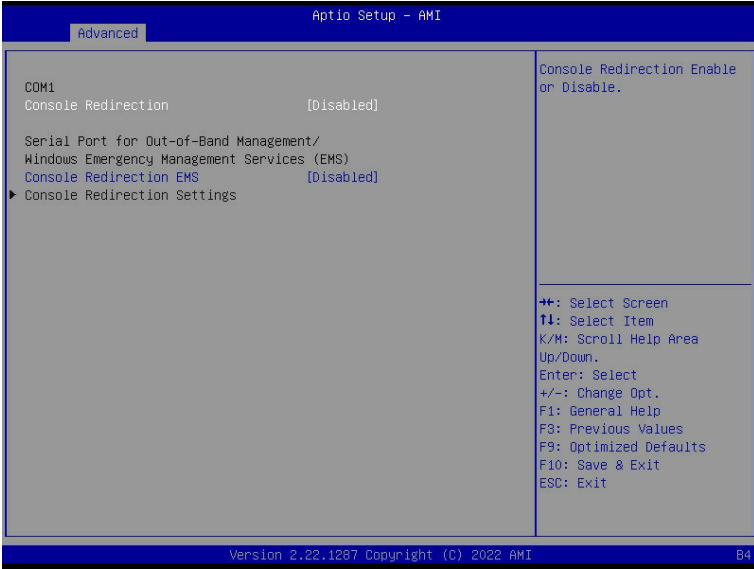 Aptio Setup – AMI
Advanced
COM1
Console Redirection [Disabled]
Serial Port for Out-of-Band Management/
Windows Emergency Management Services (EMS)
Console Redirection EMS [Disabled]
▶ Console Redirection Settings
Console Redirection Enable
or Disable.
→←: Select Screen
↑↓: Select Item
K/M: Scroll Help Area
Up/Down.
Enter: Select
+/-: Change Opt.
F1: General Help
F3: Previous Values
F9: Optimized Defaults
F10: Save & Exit
ESC: Exit
Version 2.22.1287 Copyright (C) 2022 AMI
B4